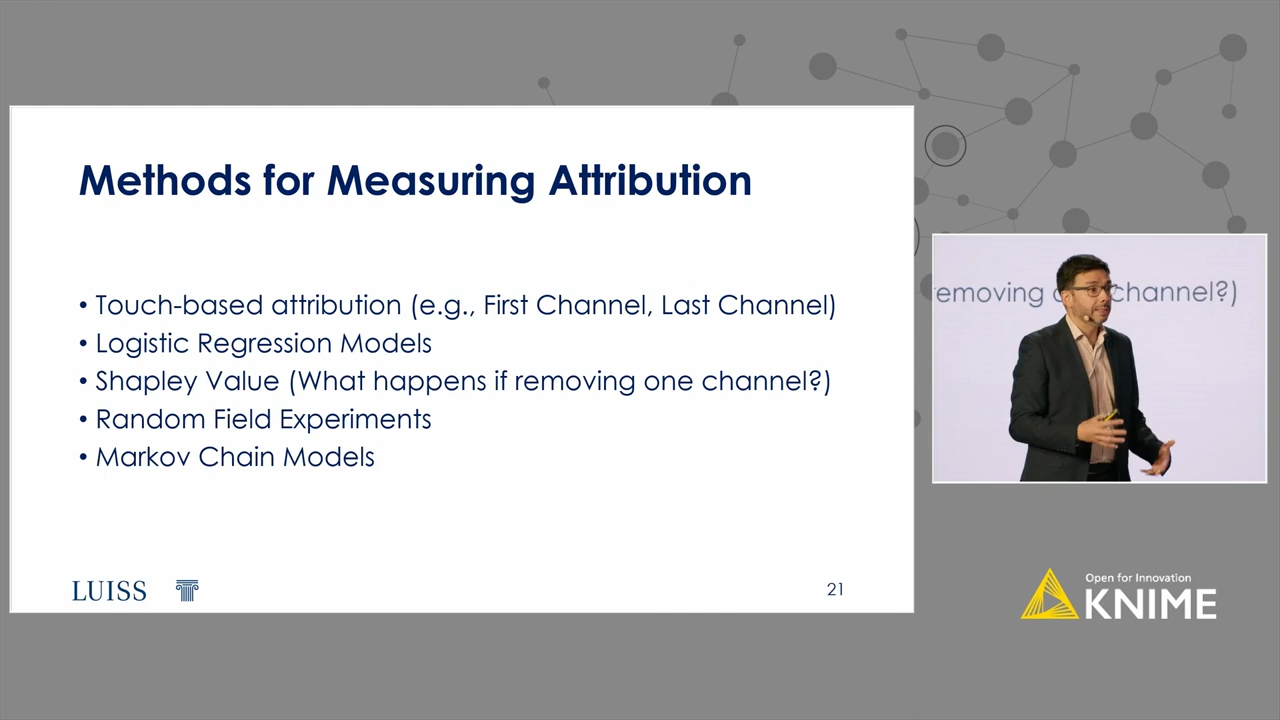 Methods for Measuring Attribution
• Touch-based attribution (e.g., First Channel, Last Channel)
• Logistic Regression Models
• Shapley Value (What happens if removing one channel?)
• Random Field Experiments
• Markov Chain Models
LUISS
21
emoving channel?)
Open for Innovation
KNIME